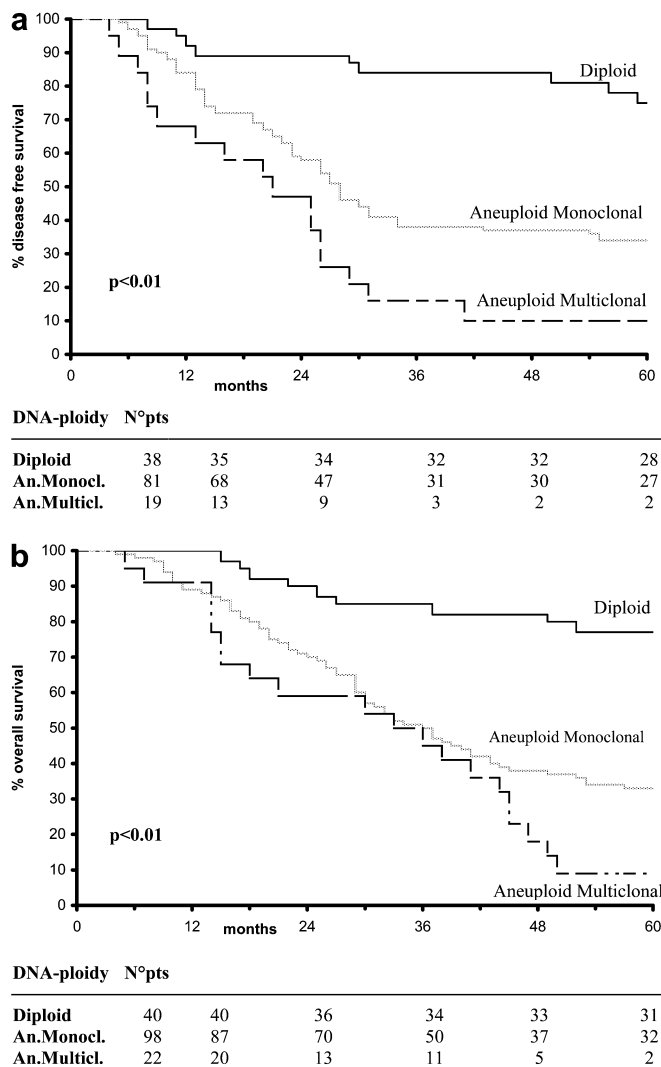 a
100
90
80
70
60
50
40
30
20
10
0
% disease free survival
Diploid
Aneuploid Monoclonal
Aneuploid Multiclonal
p<0.01
0 12 24 36 48 60
months
DNA-ploidy N°pts
Diploid 38 35 34 32 32 28
An.Monocl. 81 68 47 31 30 27
An.Multicl. 19 13 9 3 2 2
b
100
90
80
70
60
50
40
30
20
10
0
% overall survival
Diploid
Aneuploid Monoclonal
p<0.01
Aneuploid Multiclonal
0 12 24 36 48 60
months
DNA-ploidy N°pts
Diploid 40 40 36 34 33 31
An.Monocl. 98 87 70 50 37 32
An.Multicl. 22 20 13 11 5 2